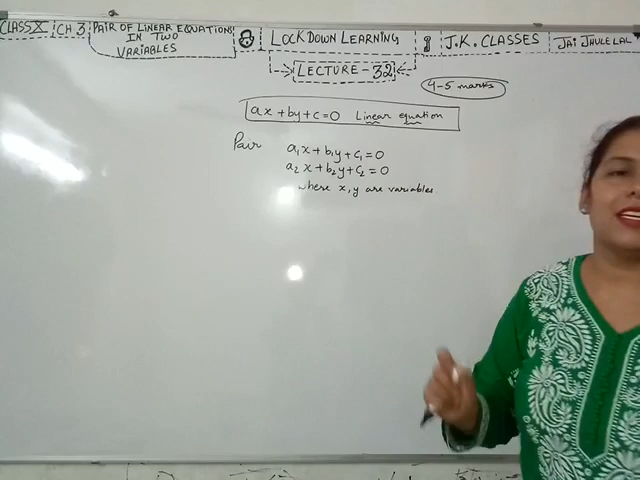 CLASS X CH 3 PAIR OF LINEAR EQUATIONS IN TWO VARIABLES
LOCKDOWN LEARNING
J.K. CLASSES
JAI JHULELAL
LECTURE - 32
4-5 marks
ax + by + c = 0 Linear equation
Pair a₁x + b₁y + c₁ = 0
a₂x + b₂y + c₂ = 0
where x, y are variables.